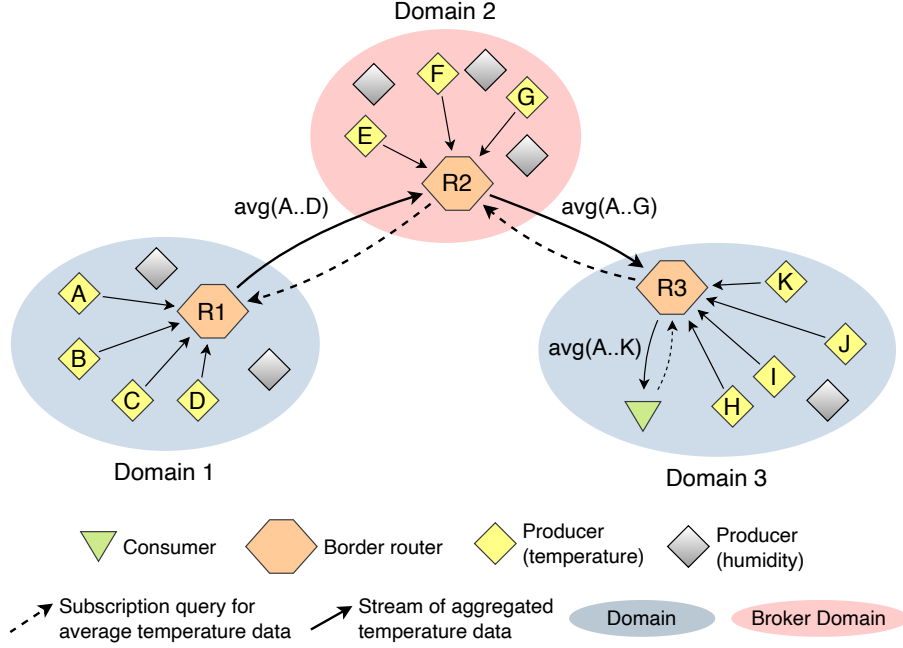 Domain 2
F
G
E
R2
avg(A..D)
avg(A..G)
A
R1
B
C
D
K
R3
J
avg(A..K)
I
H
Domain 1
Domain 3
Consumer
Border router
Producer
(temperature)
Producer
(humidity)
Subscription query for
average temperature data
Stream of aggregated
temperature data
Domain
Broker Domain